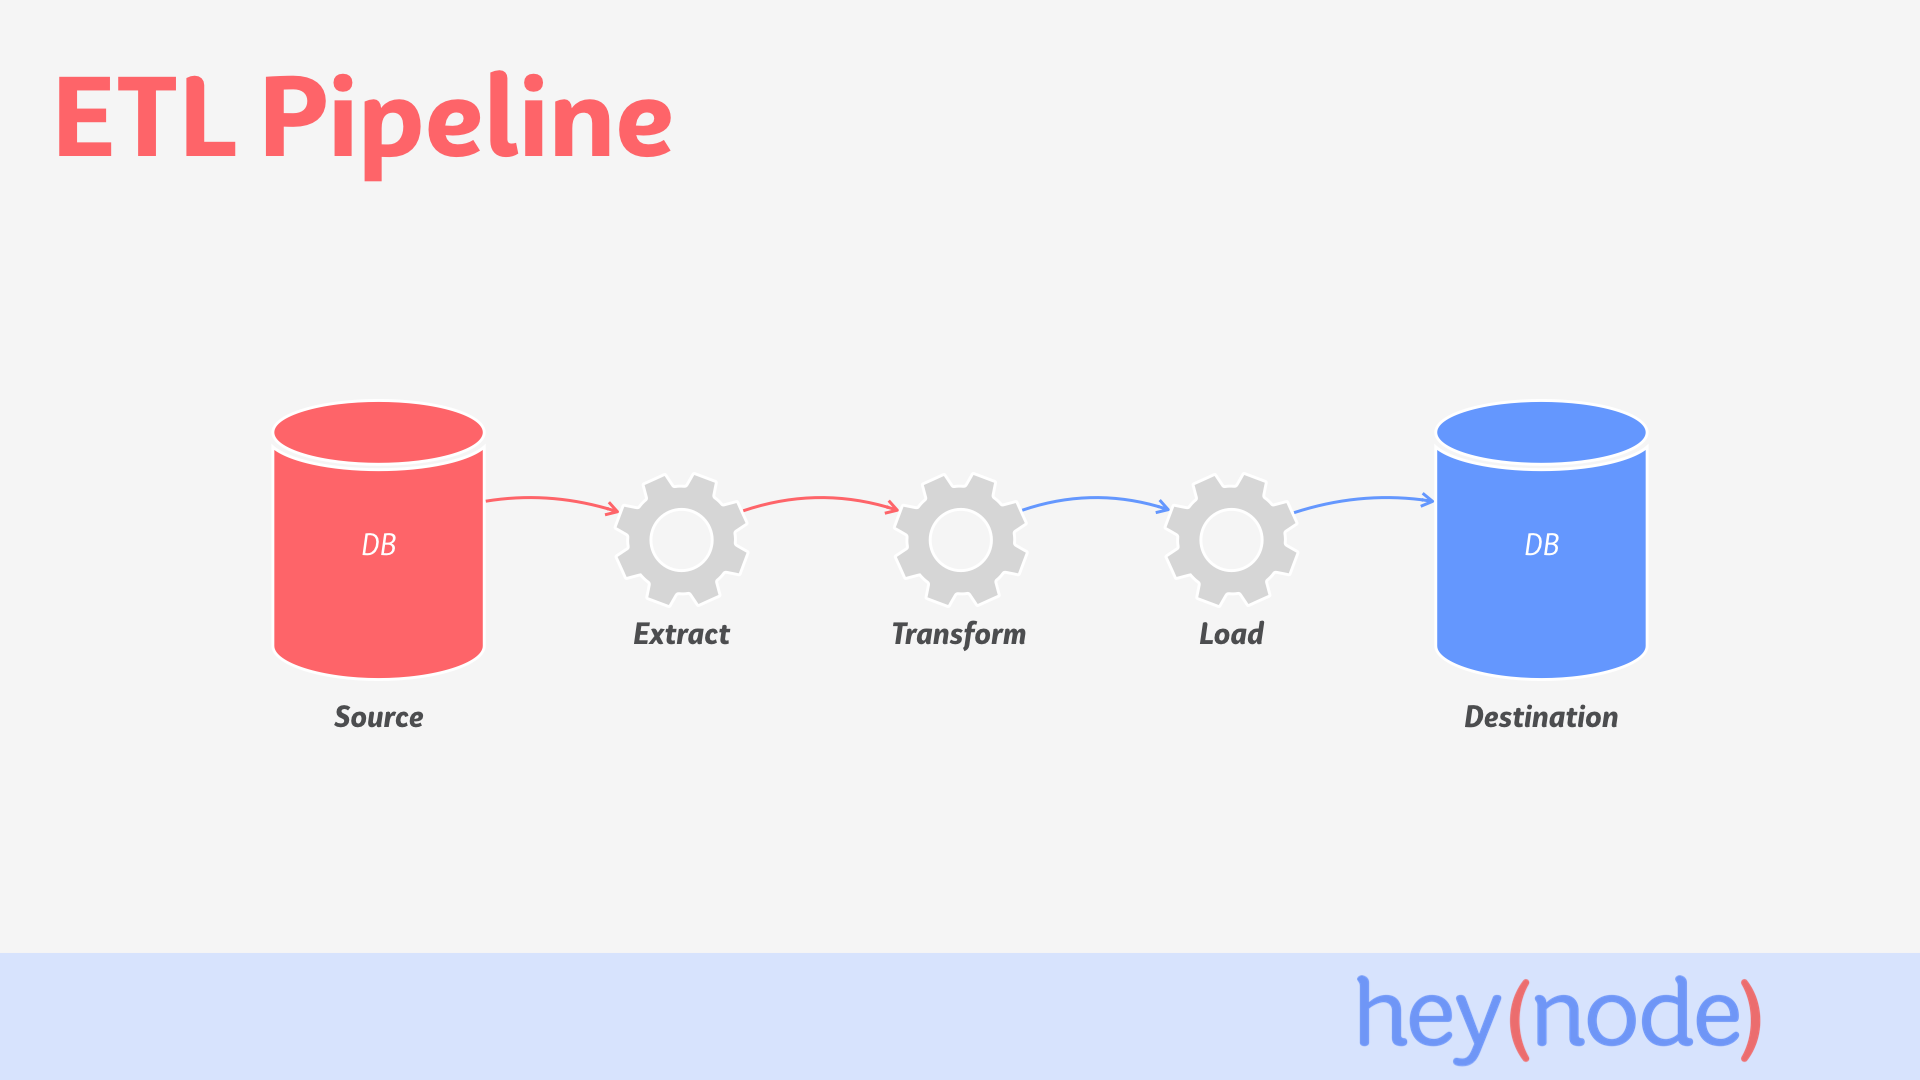 ETL Pipeline
DB
DB
Extract
Transform
Load
Source
Destination
hey(node)